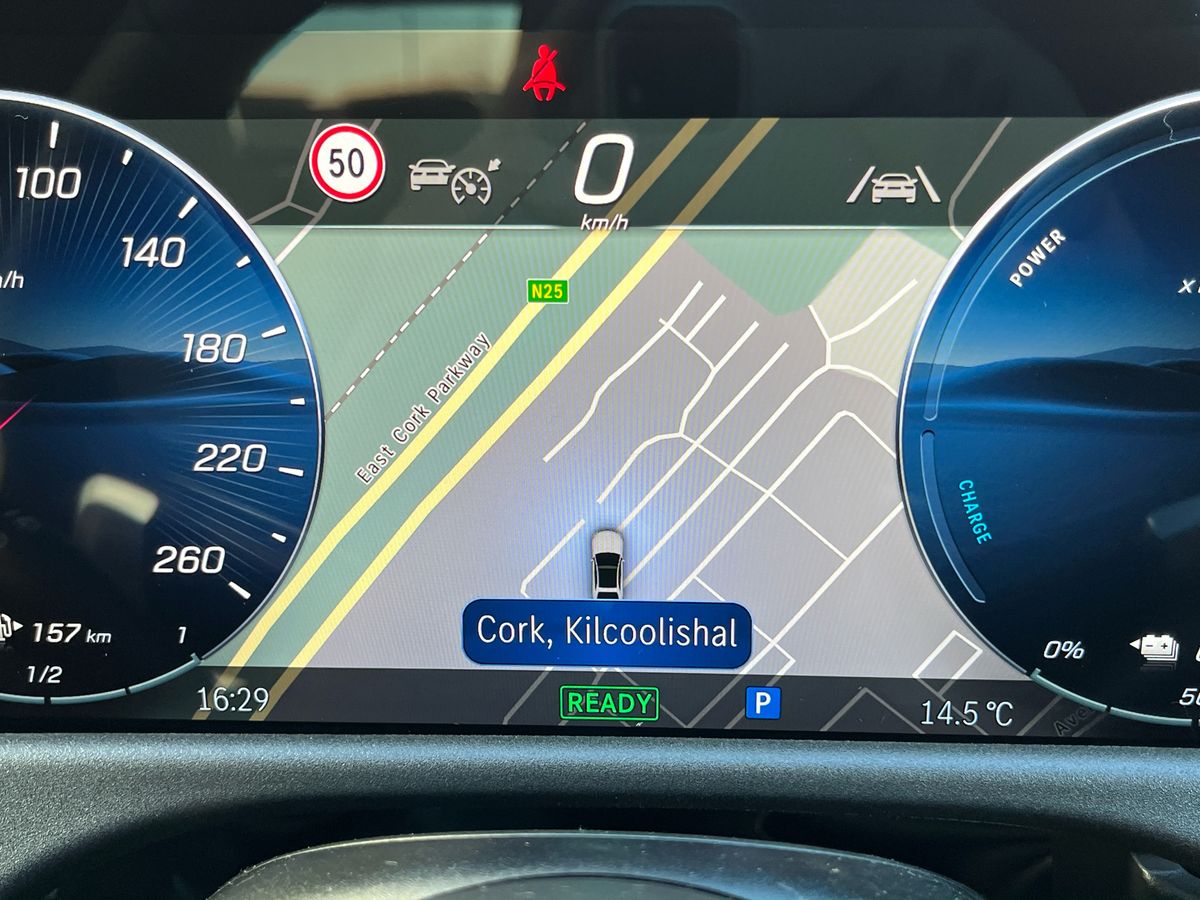 50
0
km/h
100
140
180
220
260
POWER
N25
East Cork Parkway
CHARGE
Cork, Kilcoolishal
157 km
1
1/2
0%
16:29
READY
P
14.5 °C